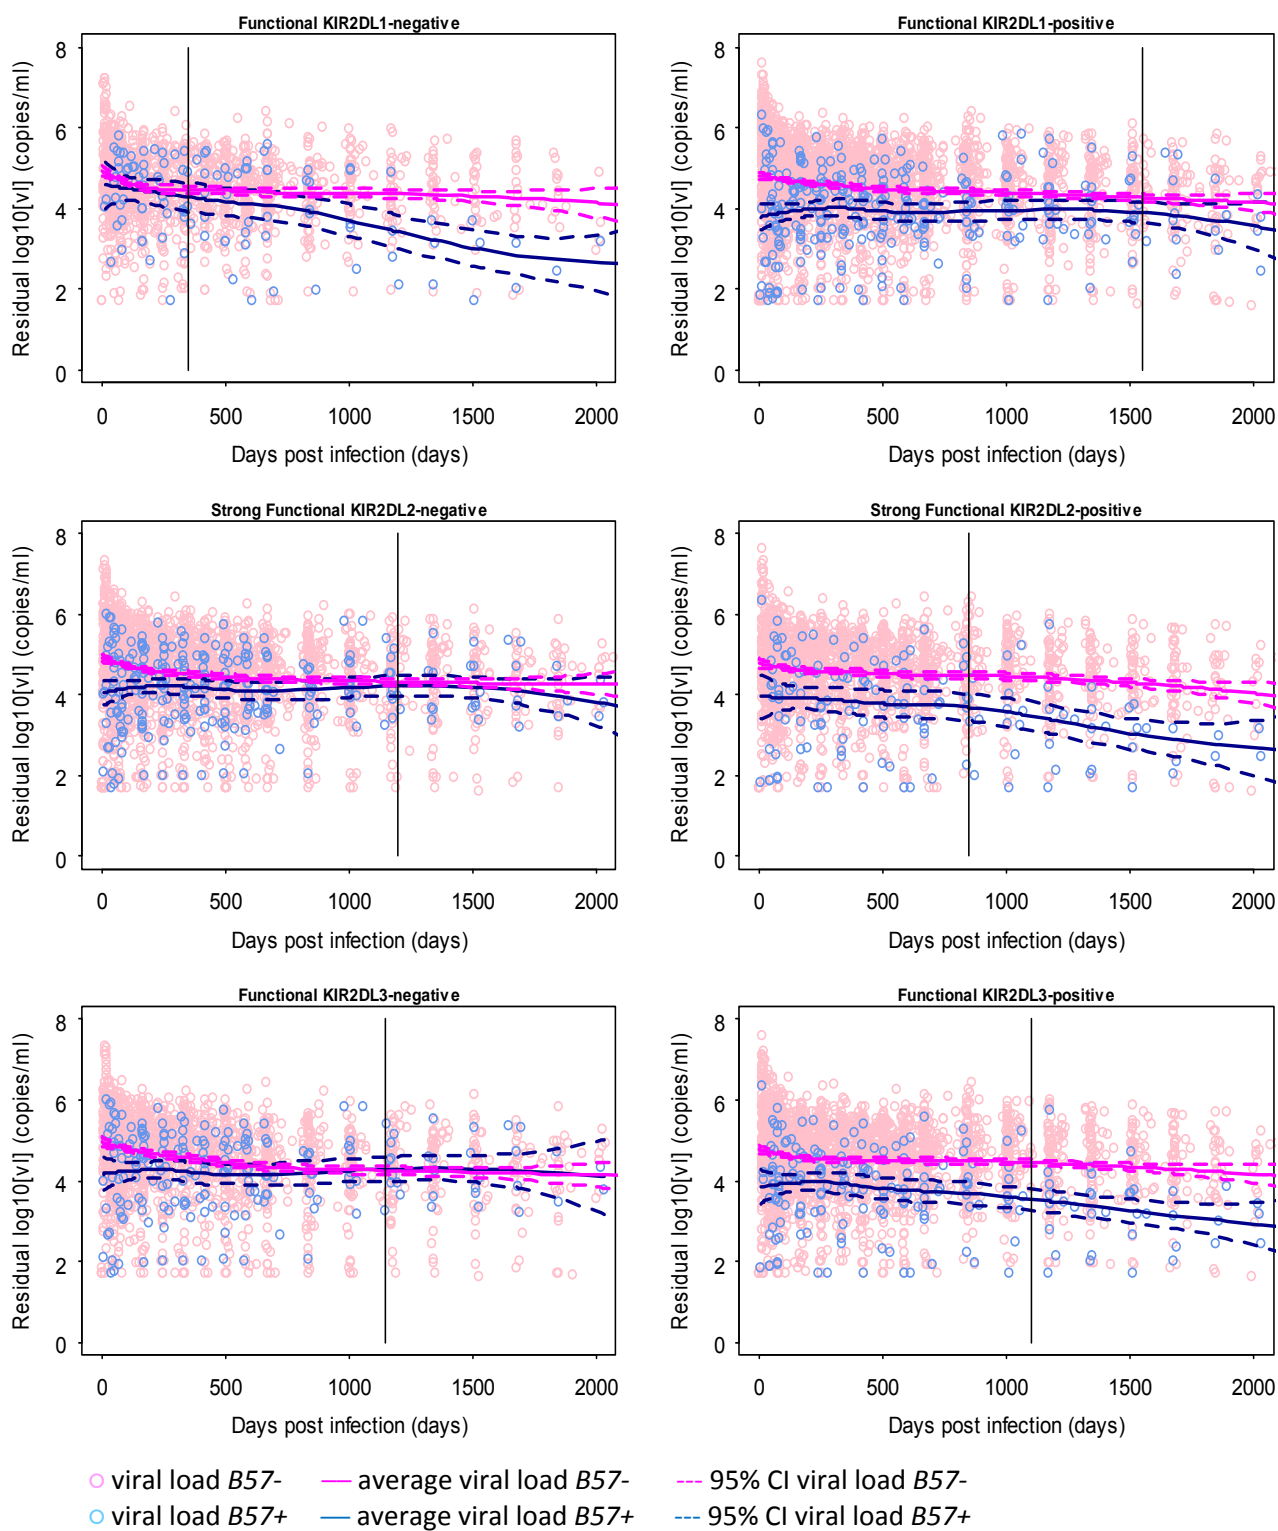 Functional KIR2DL1-negative
Functional KIR2DL1-positive
Residual log10[vl] (copies/ml)
8
6
4
2
0
0 500 1000 1500 2000
Days post infection (days)
Residual log10[vl] (copies/ml)
8
6
4
2
0
0 500 1000 1500 2000
Days post infection (days)
Strong Functional KIR2DL2-negative
Strong Functional KIR2DL2-positive
Residual log10[vl] (copies/ml)
8
6
4
2
0
0 500 1000 1500 2000
Days post infection (days)
Residual log10[vl] (copies/ml)
8
6
4
2
0
0 500 1000 1500 2000
Days post infection (days)
Functional KIR2DL3-negative
Functional KIR2DL3-positive
Residual log10[vl] (copies/ml)
8
6
4
2
0
0 500 1000 1500 2000
Days post infection (days)
Residual log10[vl] (copies/ml)
8
6
4
2
0
0 500 1000 1500 2000
Days post infection (days)
viral load B57- average viral load B57- 95% CI viral load B57-
viral load B57+ average viral load B57+ 95% CI viral load B57+